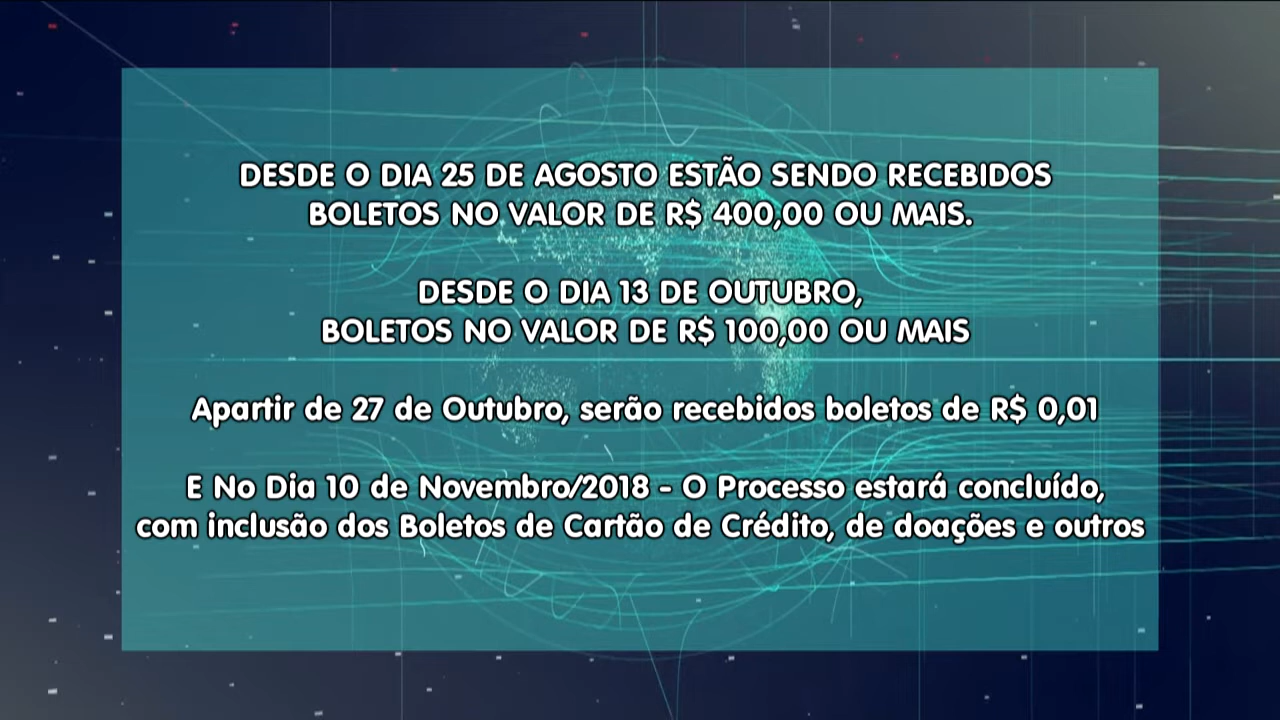 DESDE O DIA 25 DE AGOSTO ESTÃO SENDO RECEBIDOS
BOLETOS NO VALOR DE R$ 400,00 OU MAIS.
DESDE O DIA 13 DE OUTUBRO,
BOLETOS NO VALOR DE R$ 100,00 OU MAIS
Apartir de 27 de Outubro, serão recebidos boletos de R$ 0,01
E No Dia 10 de Novembro/2018 - O Processo estará concluído,
com inclusão dos Boletos de Cartão de Crédito, de doações e outros